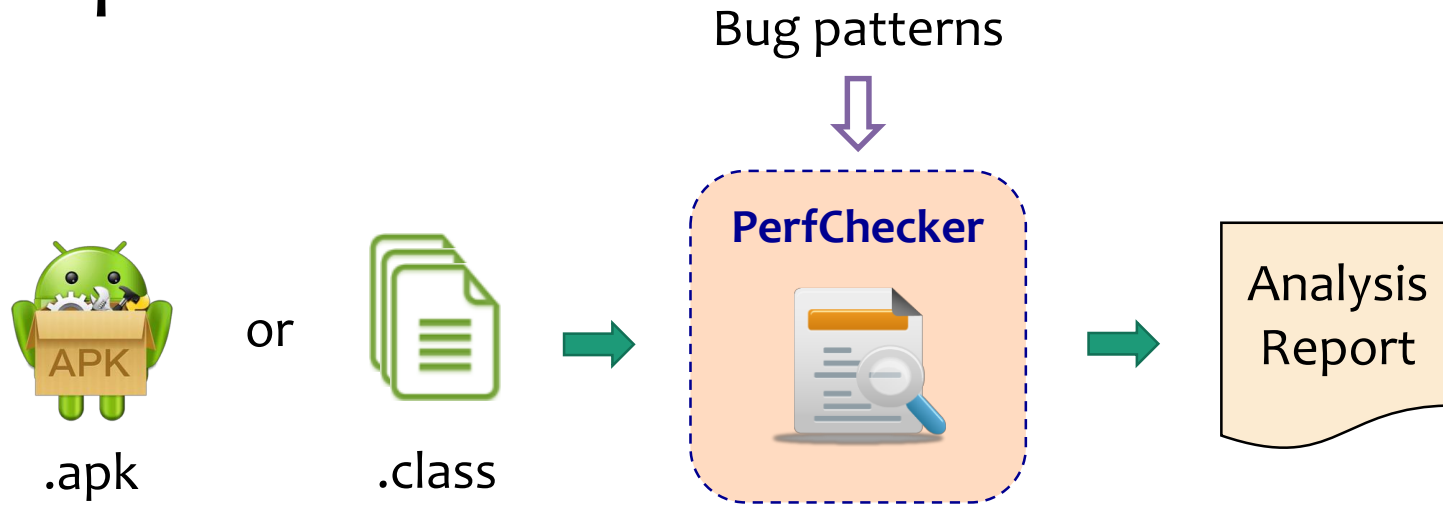 Bug patterns
PerfChecker
APK
or
Analysis
Report
.apk
.class